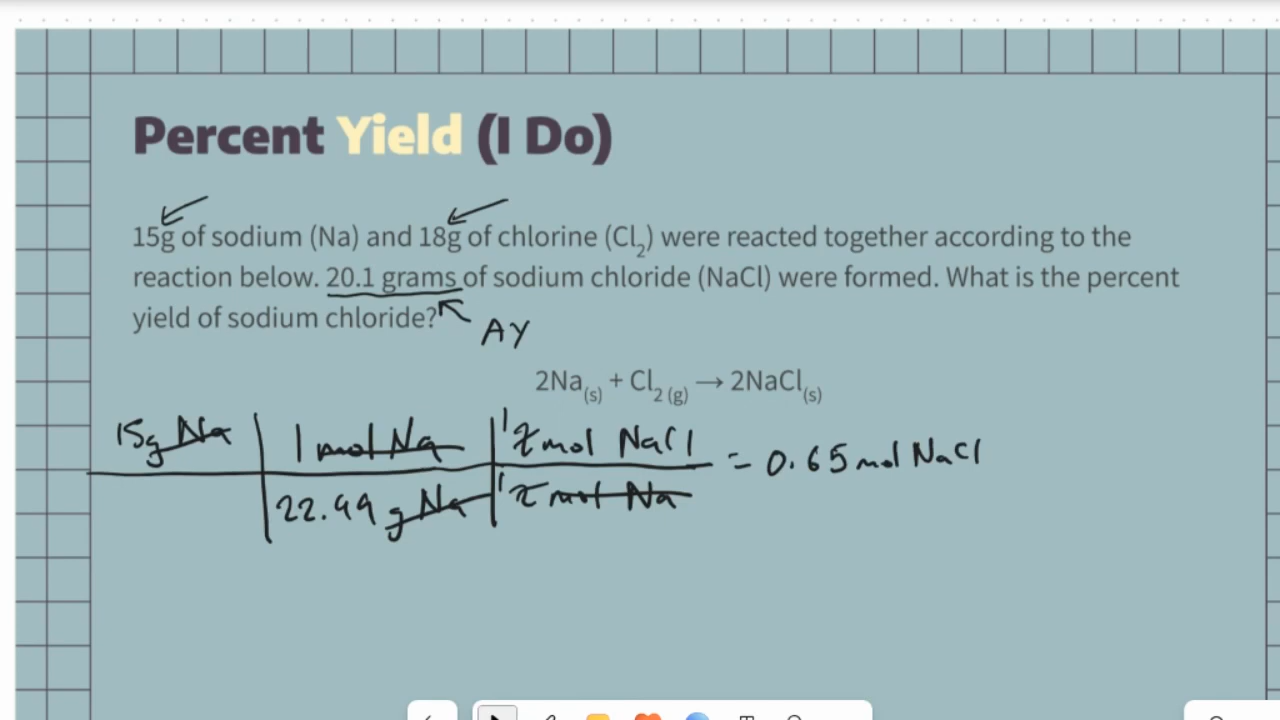 Percent Yield (I Do)
15g of sodium (Na) and 18g of chlorine (Cl₂) were reacted together according to the
reaction below. 20.1 grams of sodium chloride (NaCl) were formed. What is the percent
yield of sodium chloride?
AY
2Na(s) + Cl₂ (g) → 2NaCl(s)
15g Na | 1 mol Na | 1 2 mol NaCl = 0.65 mol NaCl
22.99 g Na | 1 2 mol Na